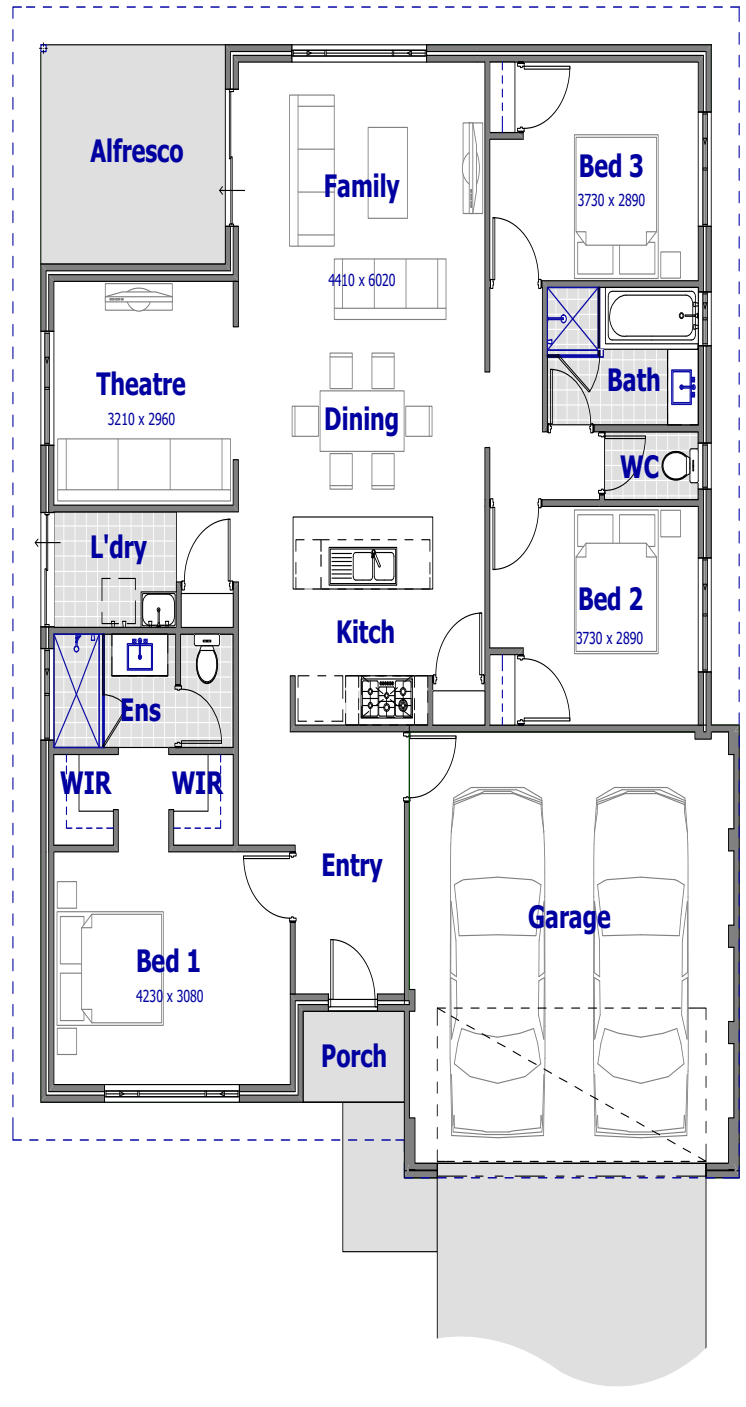 Alfresco
Family
4410 x 6020
Bed 3
3730 x 2890
Theatre
3210 x 2960
Dining
Bath
WC
L'dry
Kitch
Bed 2
3730 x 2890
Ens
WIR
WIR
Entry
Garage
Bed 1
4230 x 3080
Porch